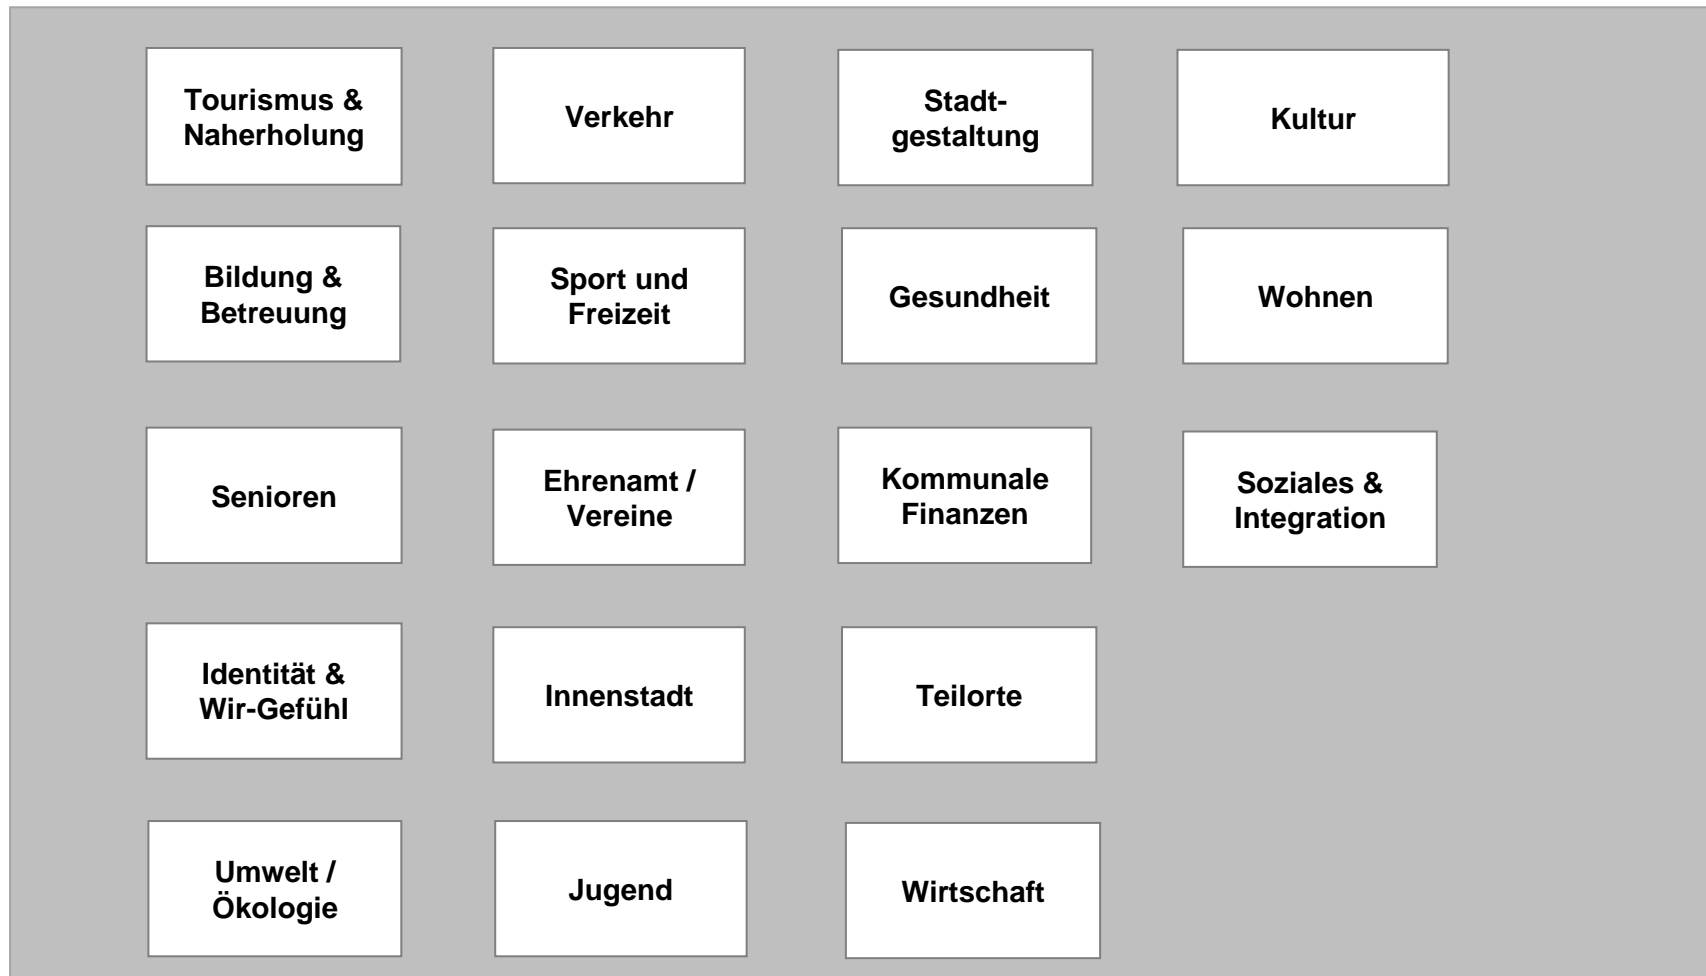 Tourismus &
Naherholung
Verkehr
Stadt-
gestaltung
Kultur
Bildung &
Betreuung
Sport und
Freizeit
Gesundheit
Wohnen
Senioren
Ehrenamt /
Vereine
Kommunale
Finanzen
Soziales &
Integration
Identität &
Wir-Gefühl
Innenstadt
Teilorte
Umwelt /
Ökologie
Jugend
Wirtschaft